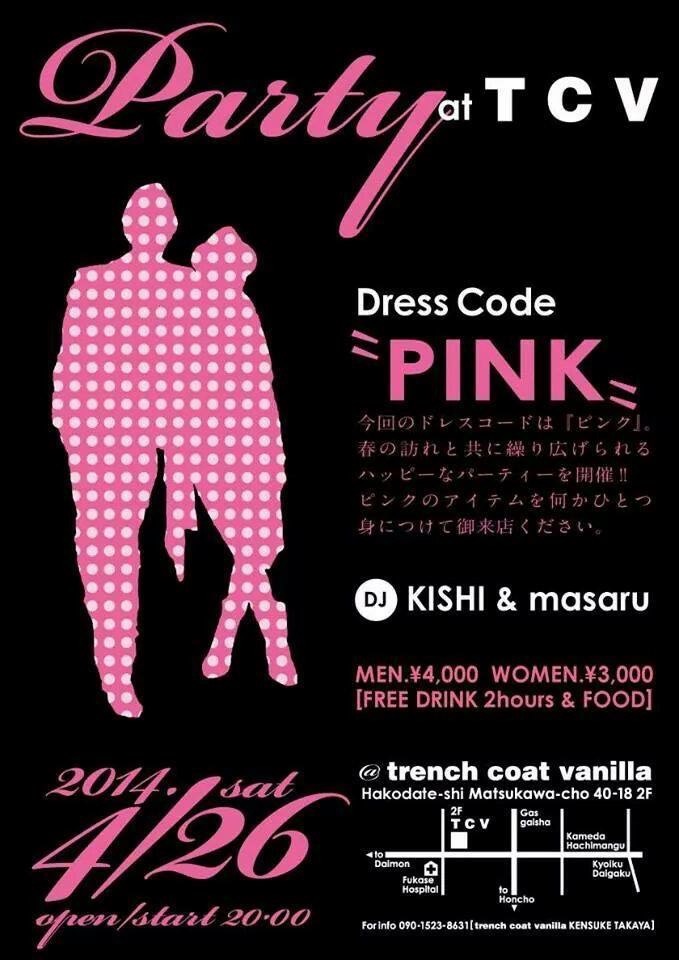 Party at TCV
Dress Code
"PINK"
今回のドレスコードは『ピンク』。
春の訪れと共に繰り広げられる
ハッピーなパーティーを開催!!
ピンクのアイテムを何かひとつ
身につけて御来店ください。
DJ KISHI & masaru
MEN.¥4,000 WOMEN.¥3,000
[FREE DRINK 2hours & FOOD]
2014. sat
4/26
open/start 20:00
@ trench coat vanilla
Hakodate-shi Matsukawa-cho 40-18 2F
2F
TCV
Gas
gaisha
Kameda
Hachimangu
to
Daimon
Fukase
Hospital
to
Honcho
Kyoiku
Daigaku
For info 090-1523-8631[trench coat vanilla KENSUKE TAKAYA]